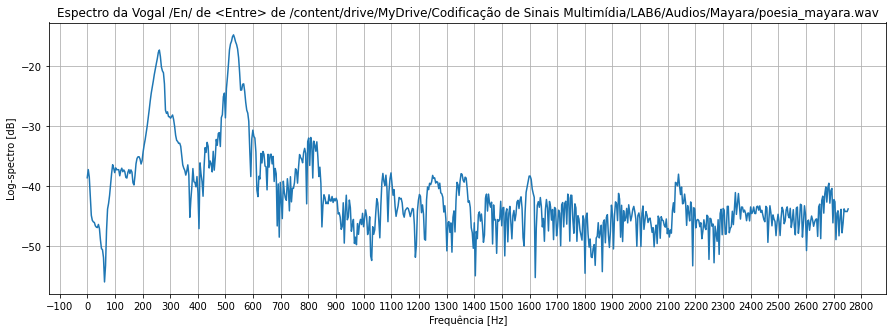 Espectro da Vogal /En/ de <Entre> de /content/drive/MyDrive/Codificação de Sinais Multimídia/LAB6/Audios/Mayara/poesia_mayara.wav
Log-spectro [dB]
−20
−30
−40
−50
−100 0 100 200 300 400 500 600 700 800 900 1000 1100 1200 1300 1400 1500 1600 1700 1800 1900 2000 2100 2200 2300 2400 2500 2600 2700 2800
Frequência [Hz]